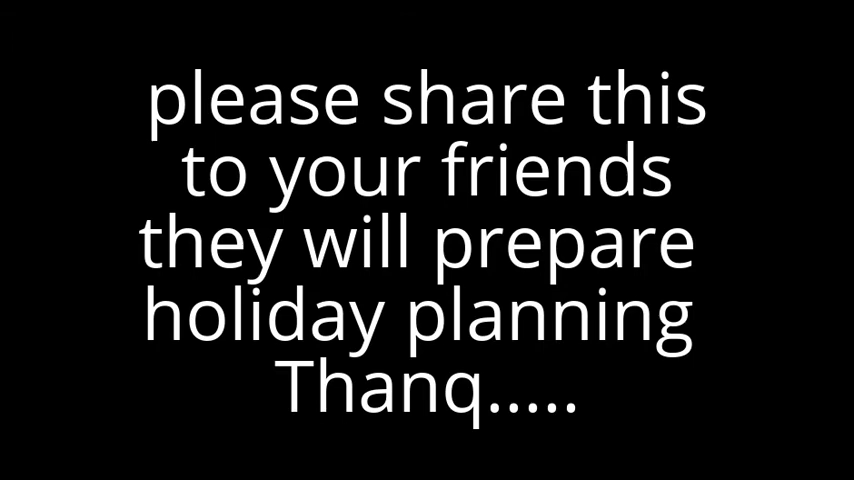 please share this
to your friends
they will prepare
holiday planning
Thanq.....